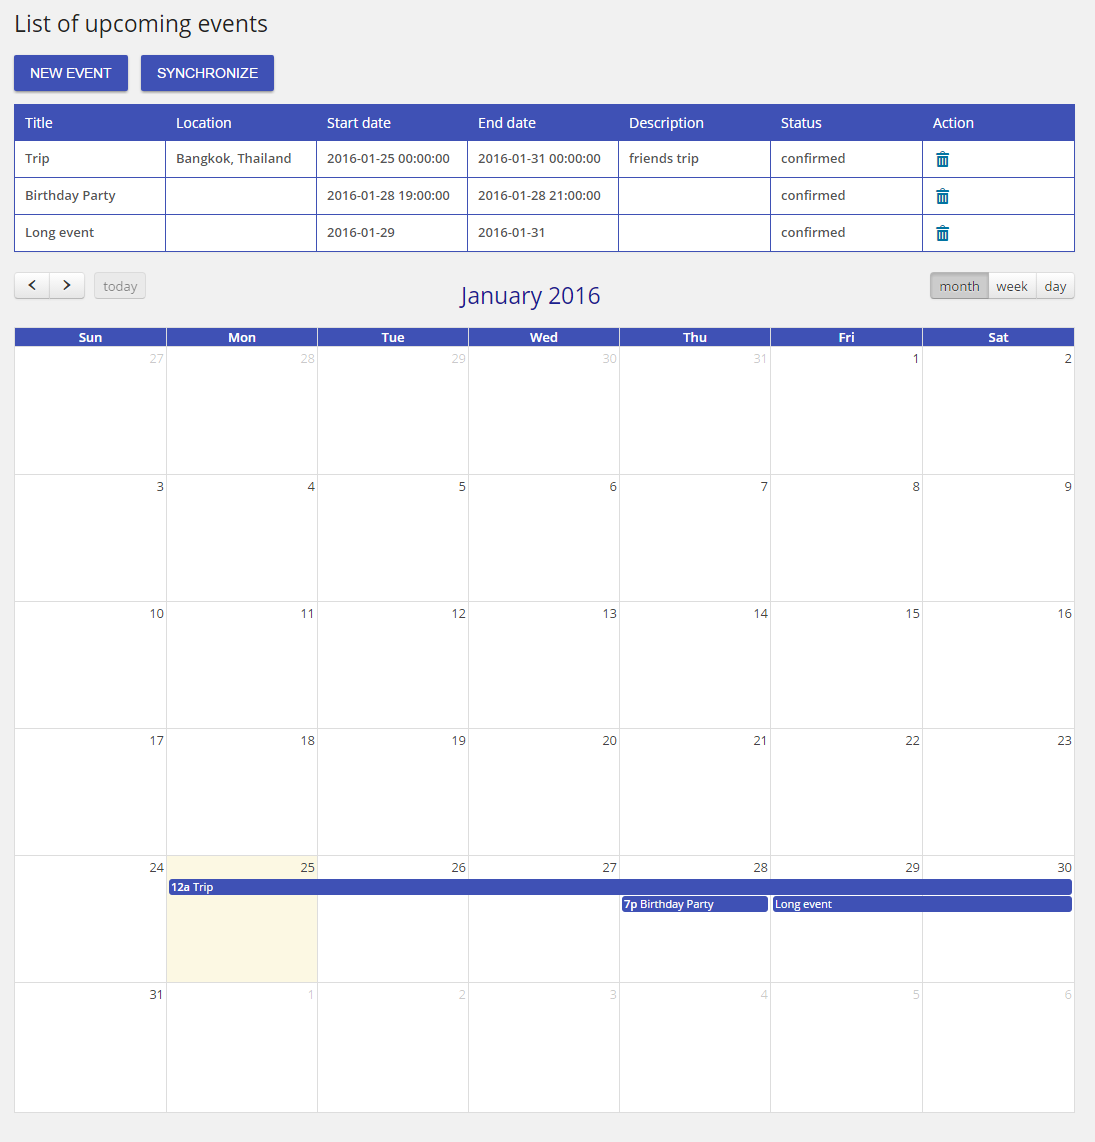 List of upcoming events
NEW EVENT SYNCHRONIZE
Title Location Start date End date Description Status Action
Trip Bangkok, Thailand 2016-01-25 00:00:00 2016-01-31 00:00:00 friends trip confirmed
Birthday Party 2016-01-28 19:00:00 2016-01-28 21:00:00 confirmed
Long event 2016-01-29 2016-01-31 confirmed
today January 2016 month week day
Sun Mon Tue Wed Thu Fri Sat
27 28 29 30 31 1 2
3 4 5 6 7 8 9
10 11 12 13 14 15 16
17 18 19 20 21 22 23
24 25 26 27 28 29 30
12a Trip
7p Birthday Party Long event
31 1 2 3 4 5 6